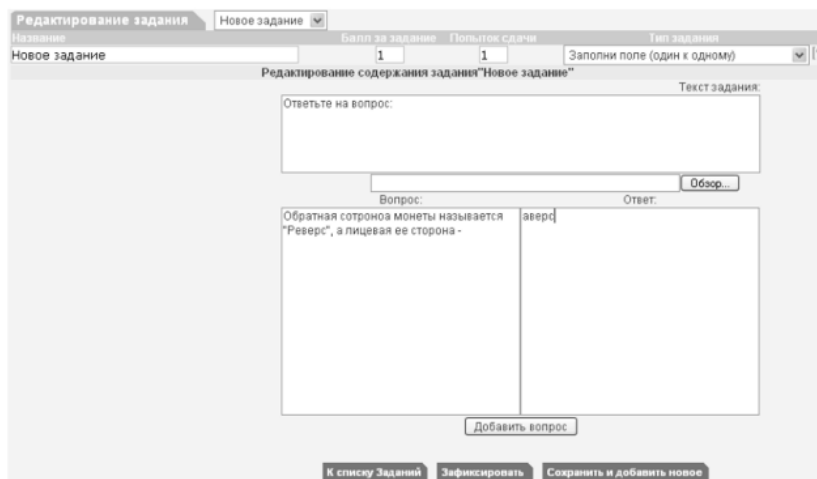 Редактирование задания Новое задание
Название Балл за задание Попыток сдачи Тип задания
Новое задание 1 1 Заполни поле (один к одному)
Редактирование содержания задания"Новое задание"
Текст задания:
Ответьте на вопрос:
Обзор...
Вопрос: Ответ:
Обратная сотроноа монеты называется аверс
"Реверс", а лицевая ее сторона -
Добавить вопрос
К списку Заданий Зафиксировать Сохранить и добавить новое